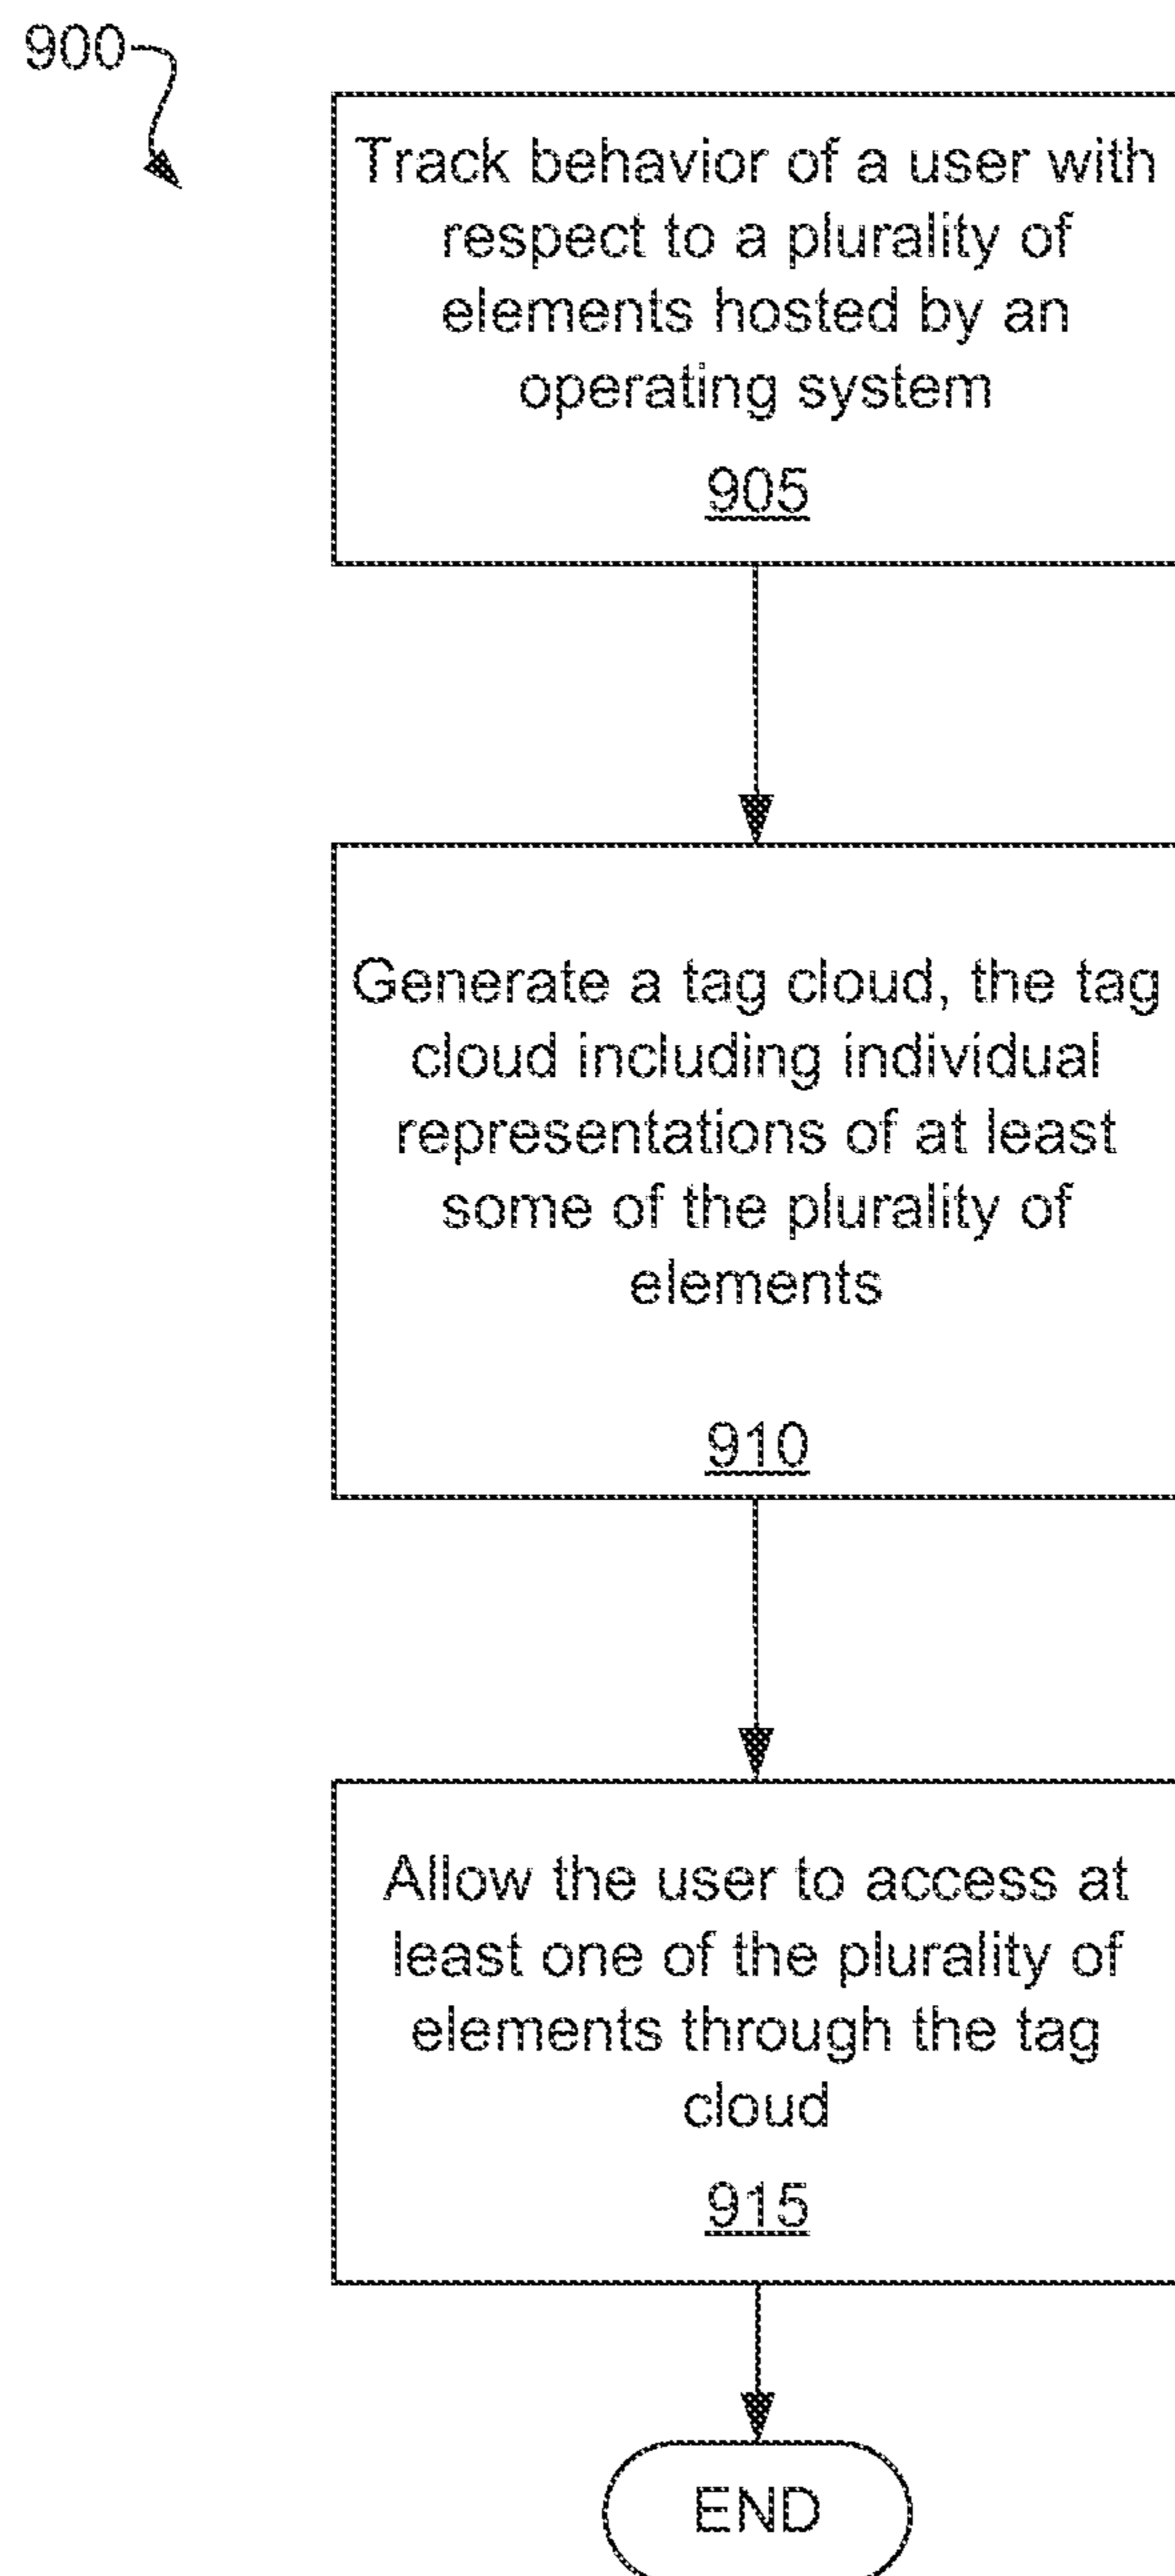 900
Track behavior of a user with
respect to a plurality of
elements hosted by an
operating system
905
Generate a tag cloud, the tag
cloud including individual
representations of at least
some of the plurality of
elements
910
Allow the user to access at
least one of the plurality of
elements through the tag
cloud
915
END